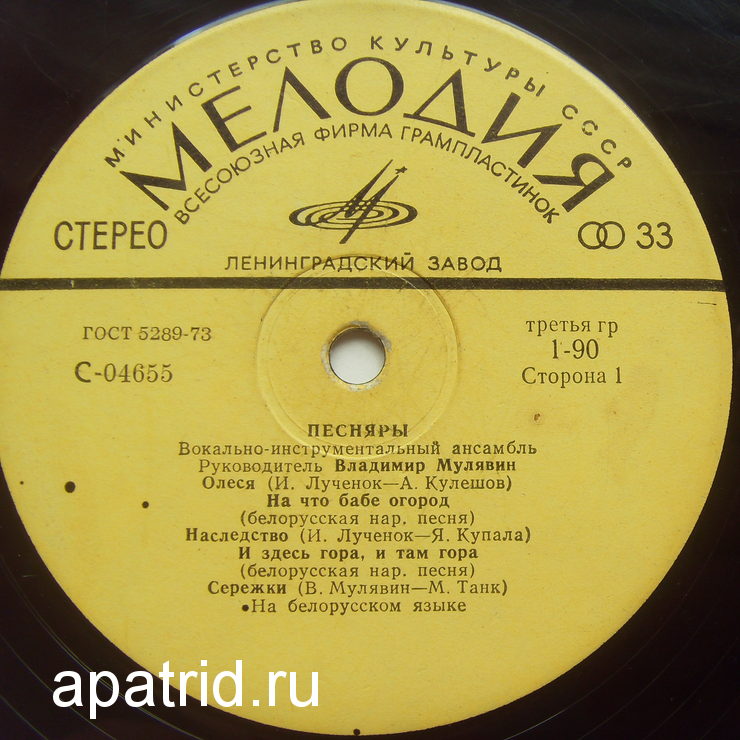 МИНИСТЕРСТВО КУЛЬТУРЫ СССР
МЕЛОДИЯ
ВСЕСОЮЗНАЯ ФИРМА ГРАМПЛАСТИНОК
СТЕРЕО
33
ЛЕНИНГРАДСКИЙ ЗАВОД
ГОСТ 5289-73
С-04655
третья гр
1-90
Сторона 1
ПЕСНЯРЫ
Вокально-инструментальный ансамбль
Руководитель Владимир Мулявин
Олеся (И. Лученок—А. Кулешов)
На что бабе огород
(белорусская нар. песня)
Наследство (И. Лученок—Я. Купала)
И здесь гора, и там гора
(белорусская нар. песня)
Сережки (В. Мулявин—М. Танк)
На белорусском языке
apatrid.ru